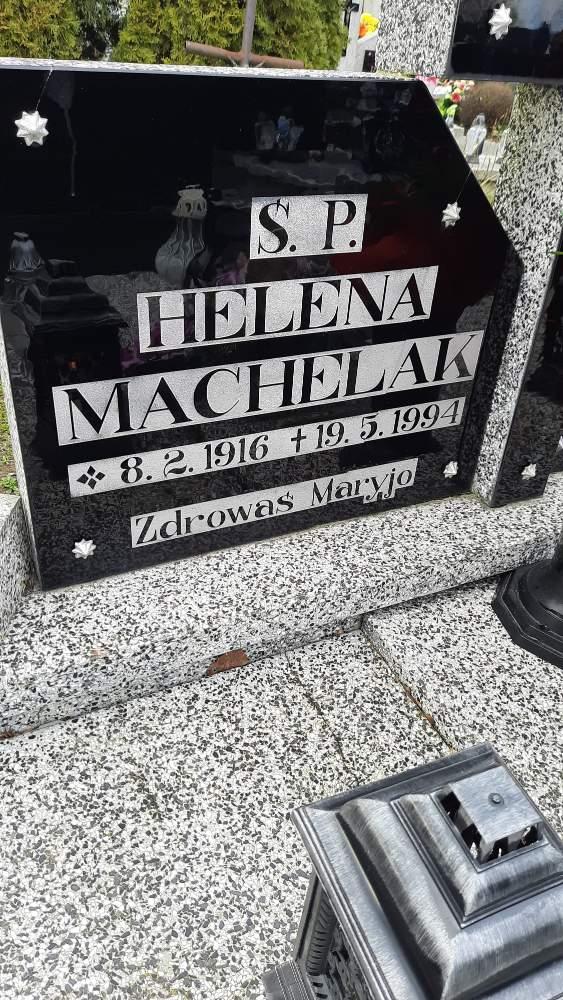 Ś. P.
HELENA
MACHELAK
8. 2. 1916 † 19. 5. 1994
Zdrowaś Maryjo